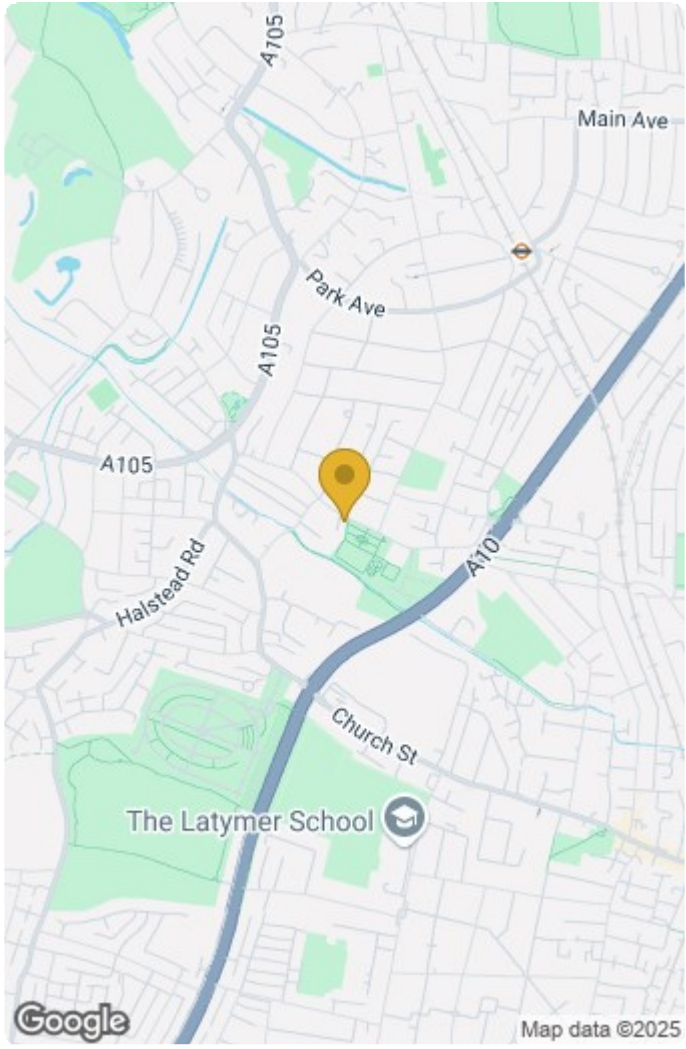 A105
Main Ave
Park Ave
A105
A105
A10
Halstead Rd
Church St
The Latymer School
Google
Map data ©2025